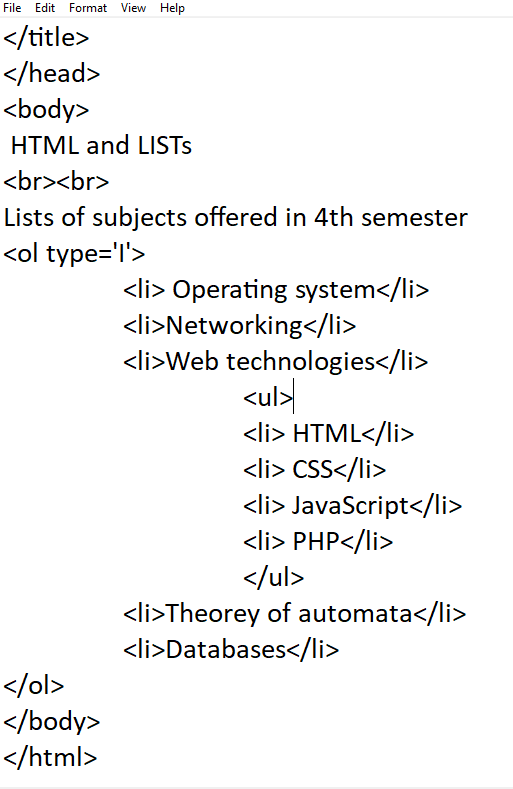 File Edit Format View Help
</title>
</head>
<body>
HTML and LISTs
<br><br>
Lists of subjects offered in 4th semester
<ol type='I'>
<li> Operating system</li>
<li>Networking</li>
<li>Web technologies</li>
<ul>
<li> HTML</li>
<li> CSS</li>
<li> JavaScript</li>
<li> PHP</li>
</ul>
<li>Theorey of automata</li>
<li>Databases</li>
</ol>
</body>
</html>